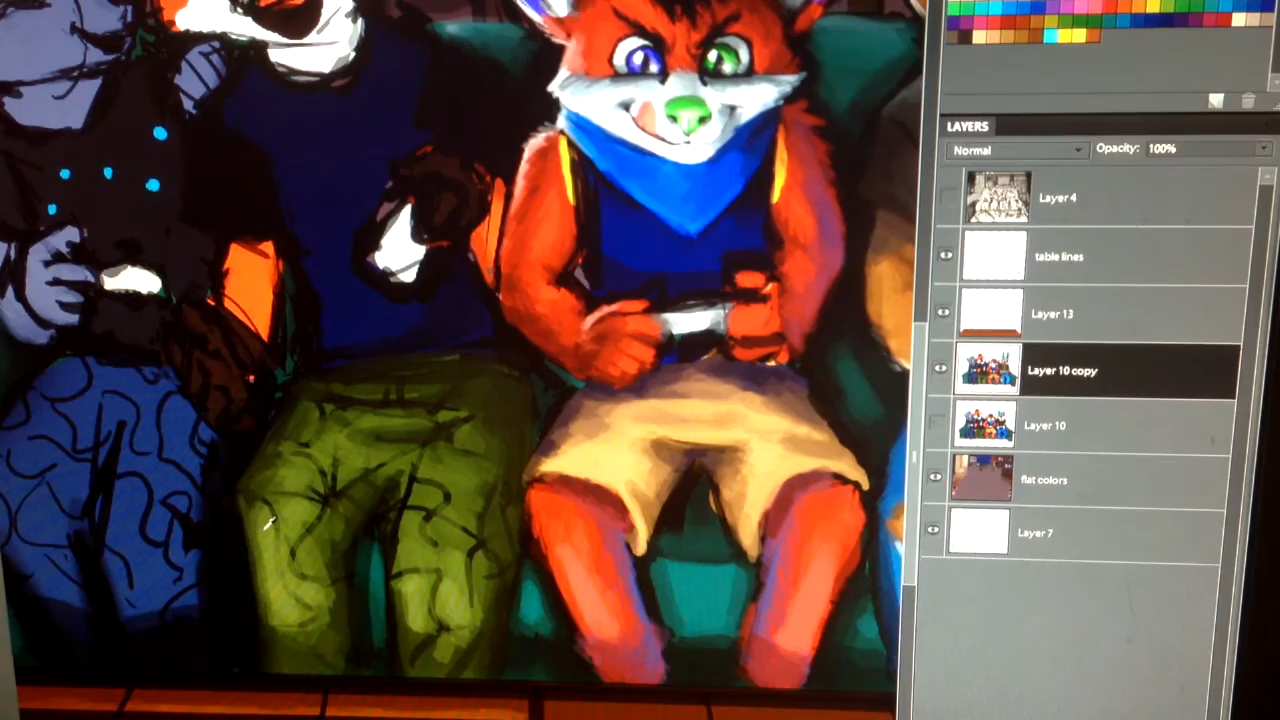 LAYERS
Normal
Opacity: 100%
Layer 4
table lines
Layer 13
Layer 10 copy
Layer 10
flat colors
Layer 7